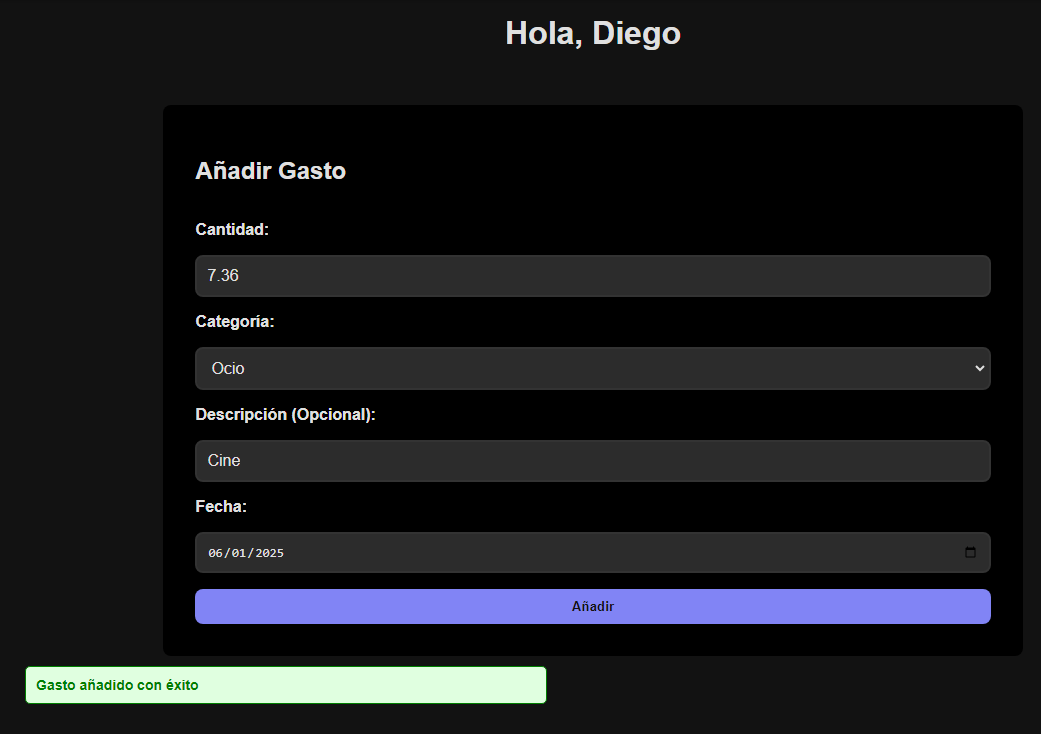 Hola, Diego
Añadir Gasto
Cantidad:
7.36
Categoría:
Ocio
Descripción (Opcional):
Cine
Fecha:
06/01/2025
Añadir
Gasto añadido con éxito